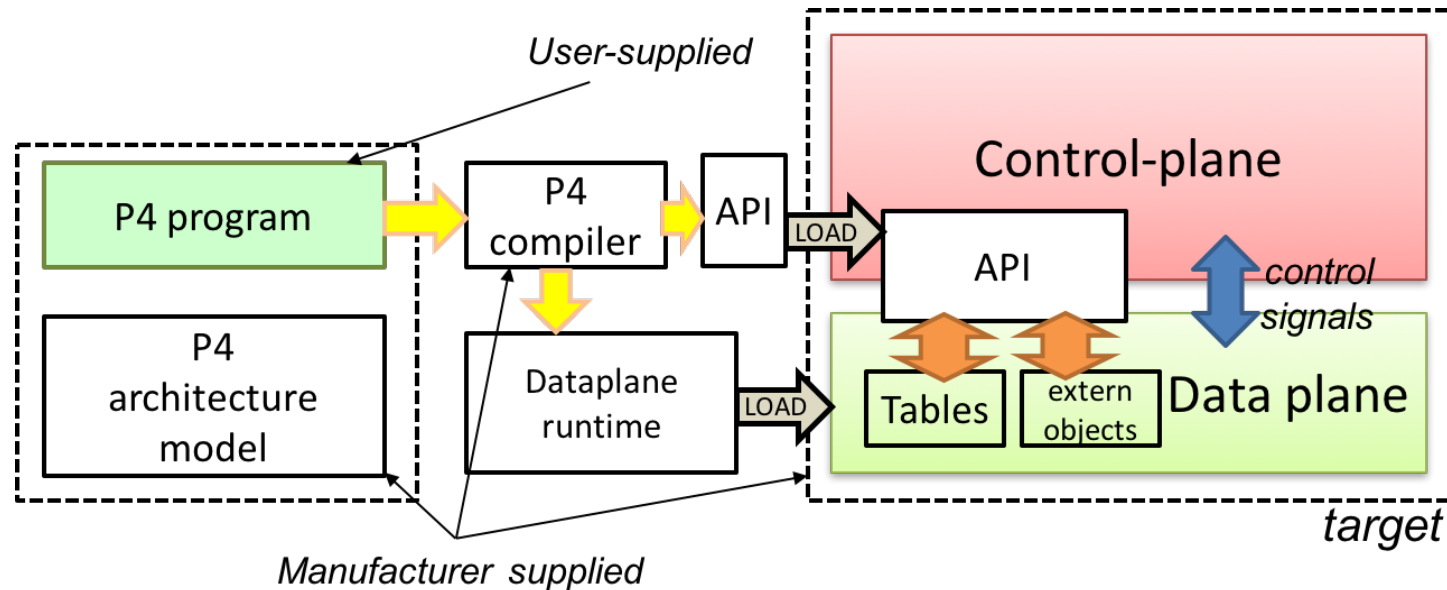 User-supplied
P4 program
P4
compiler
API
LOAD
Control-plane
API
control
signals
P4
architecture
model
Dataplane
runtime
LOAD
Tables
extern
objects
Data plane
target
Manufacturer supplied